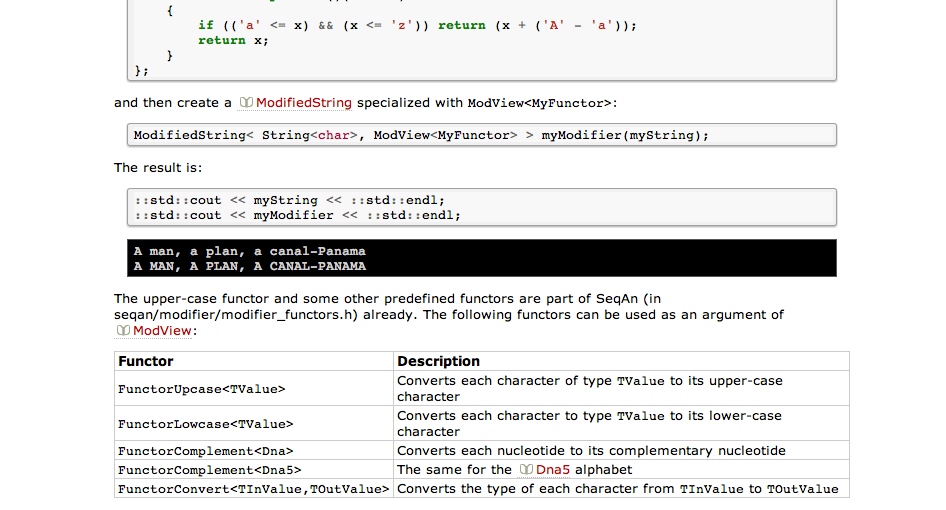 {
if (('a' <= x) && (x <= 'z')) return (x + ('A' - 'a'));
return x;
}
};
and then create a ModifiedString specialized with ModView<MyFunctor>:
ModifiedString< String<char>, ModView<MyFunctor> > myModifier(myString);
The result is:
::std::cout << myString << ::std::endl;
::std::cout << myModifier << ::std::endl;
A man, a plan, a canal-Panama
A MAN, A PLAN, A CANAL-PANAMA
The upper-case functor and some other predefined functors are part of SeqAn (in
seqan/modifier/modifier_functors.h) already. The following functors can be used as an argument of
ModView:
Functor Description
FunctorUpcase<TValue> Converts each character of type TValue to its upper-case
character
FunctorLowcase<TValue> Converts each character to type TValue to its lower-case
character
FunctorComplement<Dna> Converts each nucleotide to its complementary nucleotide
FunctorComplement<Dna5> The same for the Dna5 alphabet
FunctorConvert<TInValue,TOutValue> Converts the type of each character from TInValue to TOutValue